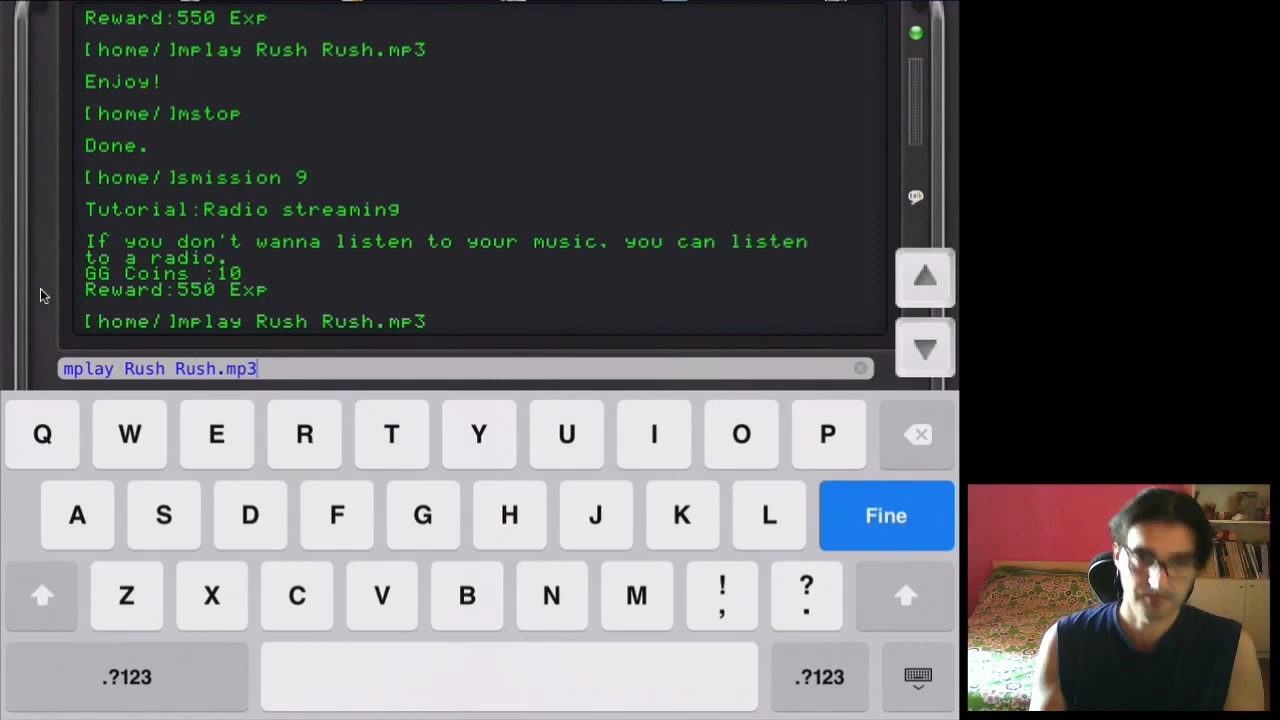 Reward:550 Exp
[home/]mplay Rush Rush.mp3
Enjoy!
[home/]mstop
Done.
[home/]smission 9
Tutorial:Radio streaming
If you don't wanna listen to your music. you can listen
to a radio.
GG Coins :10
Reward:550 Exp
[home/]mplay Rush Rush.mp3
mplay Rush Rush.mp3
Q W E R T Y U I O P
A S D F G H J K L Fine
Z X C V B N M ! , ? .
.?123 .?123
talk